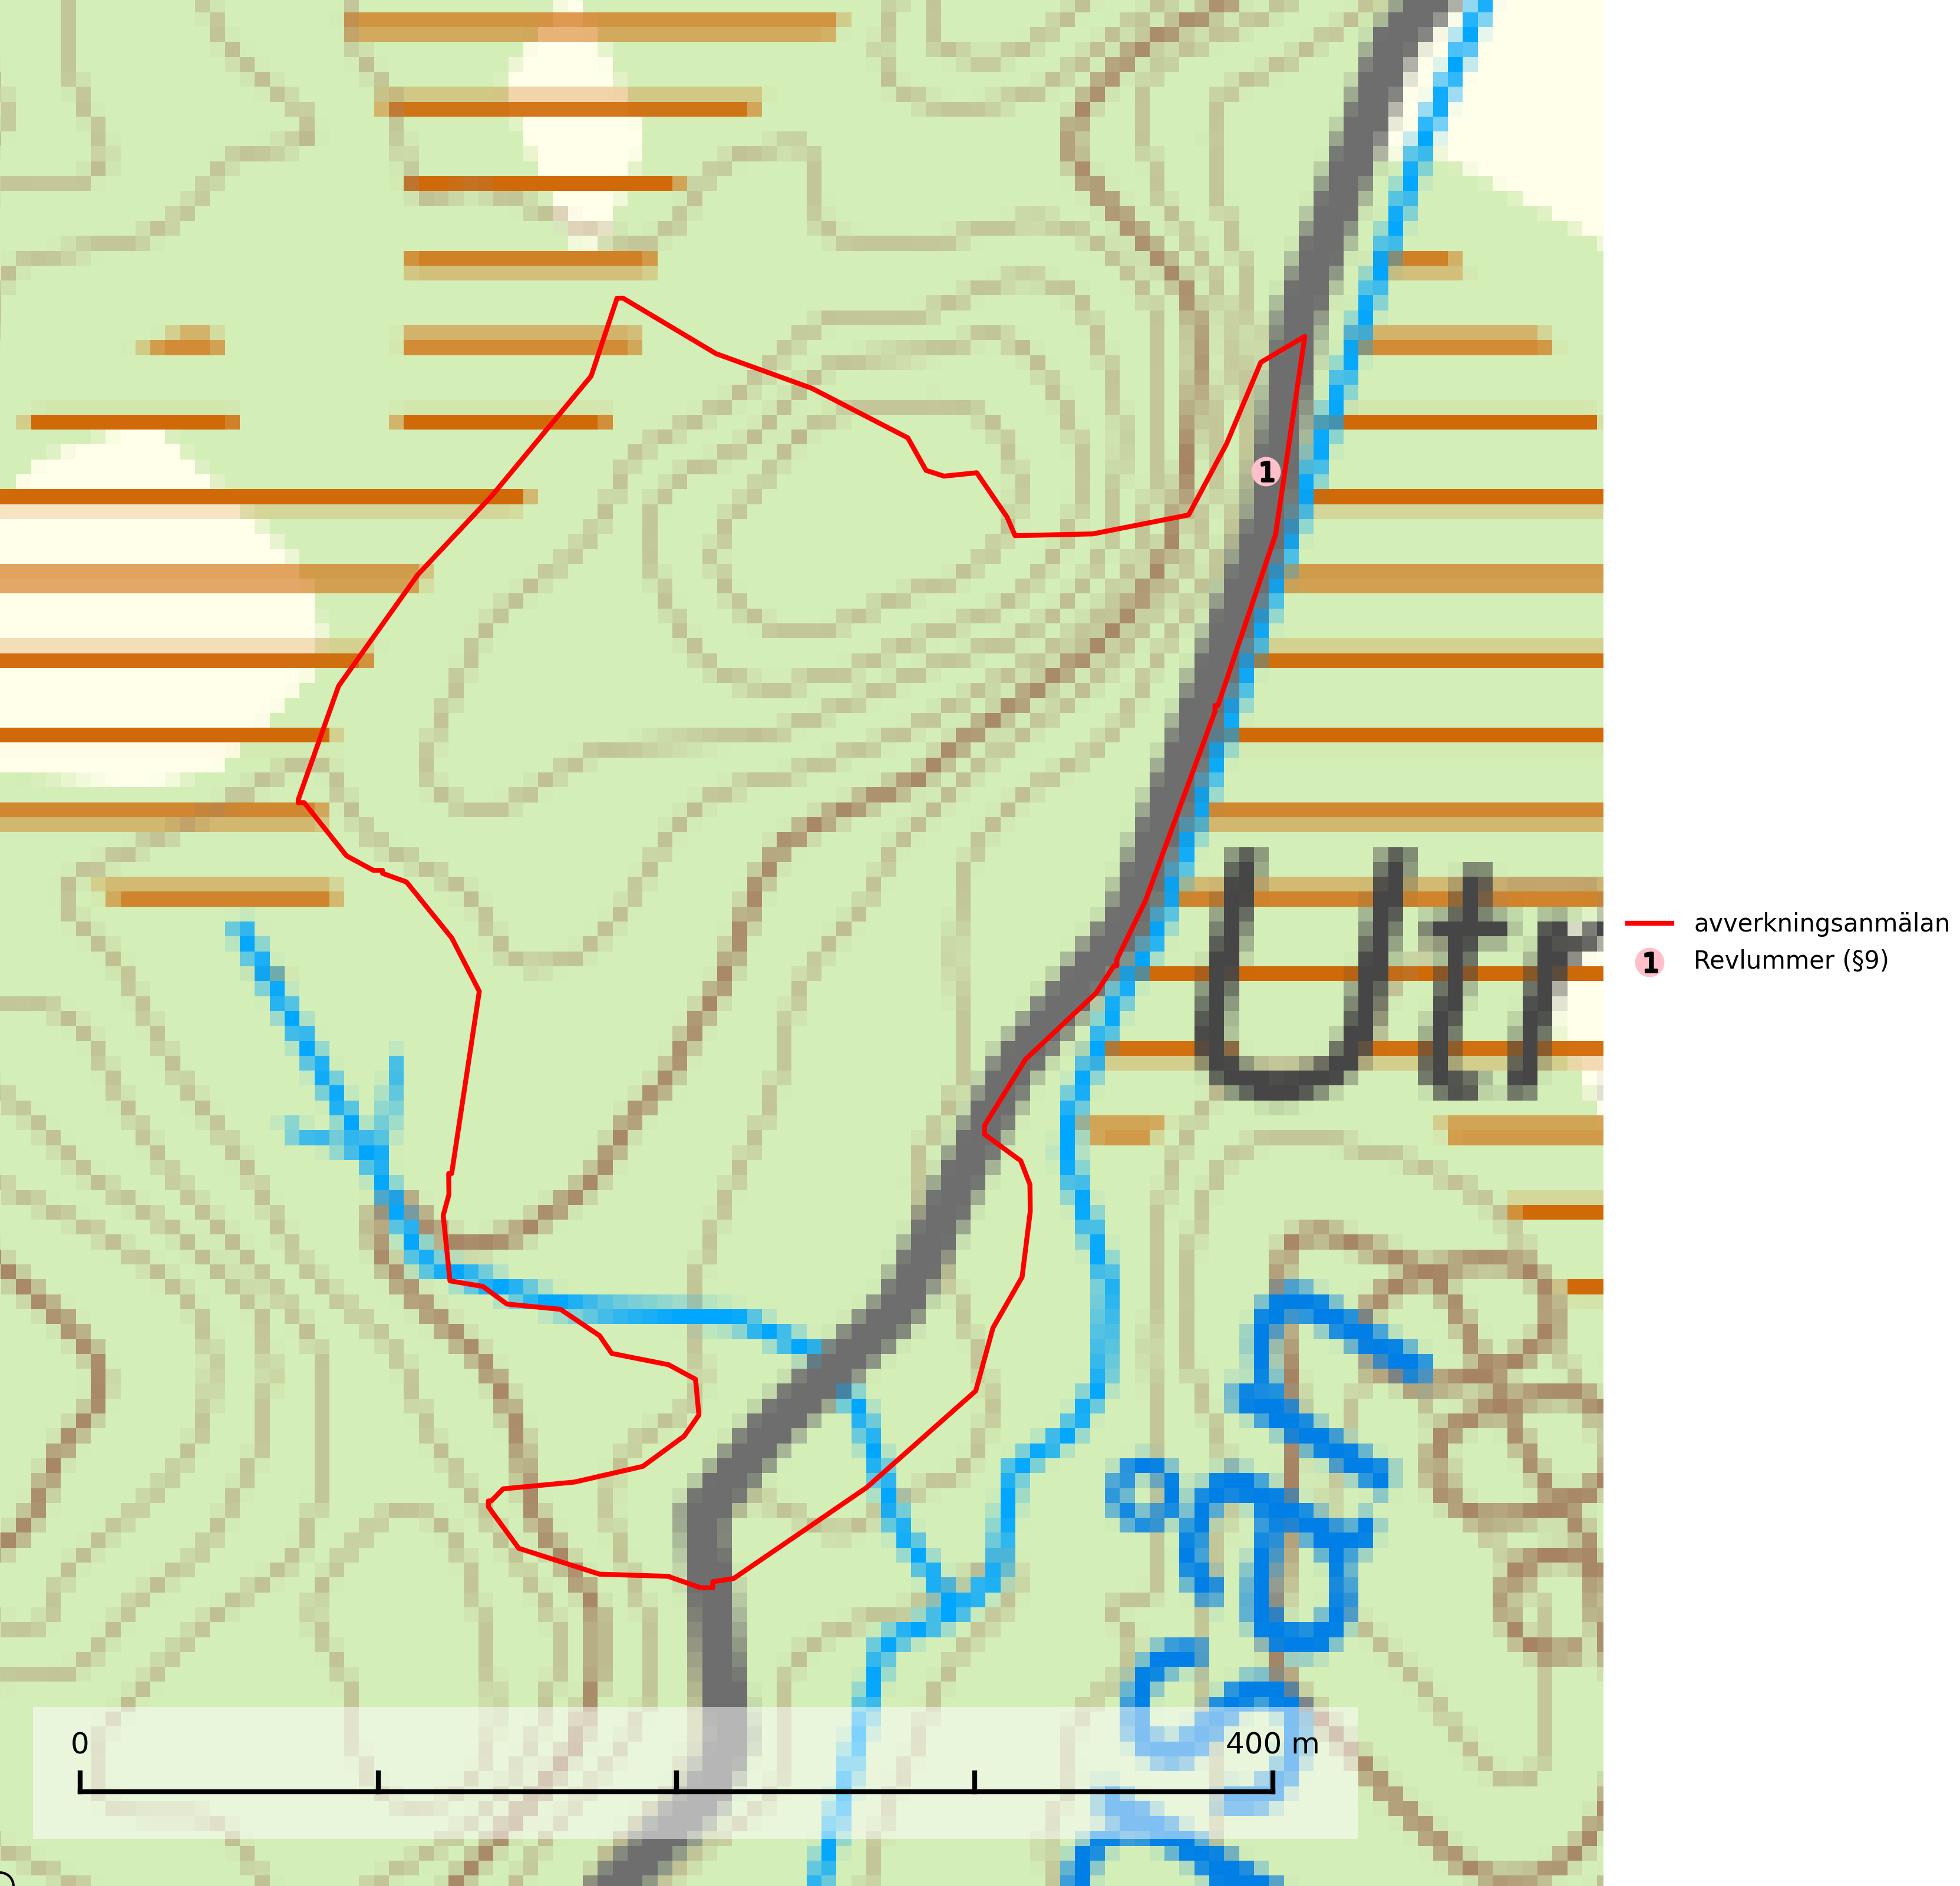 1
Utr
avverkningsanmälan
1 Revlummer (§9)
0 400 m